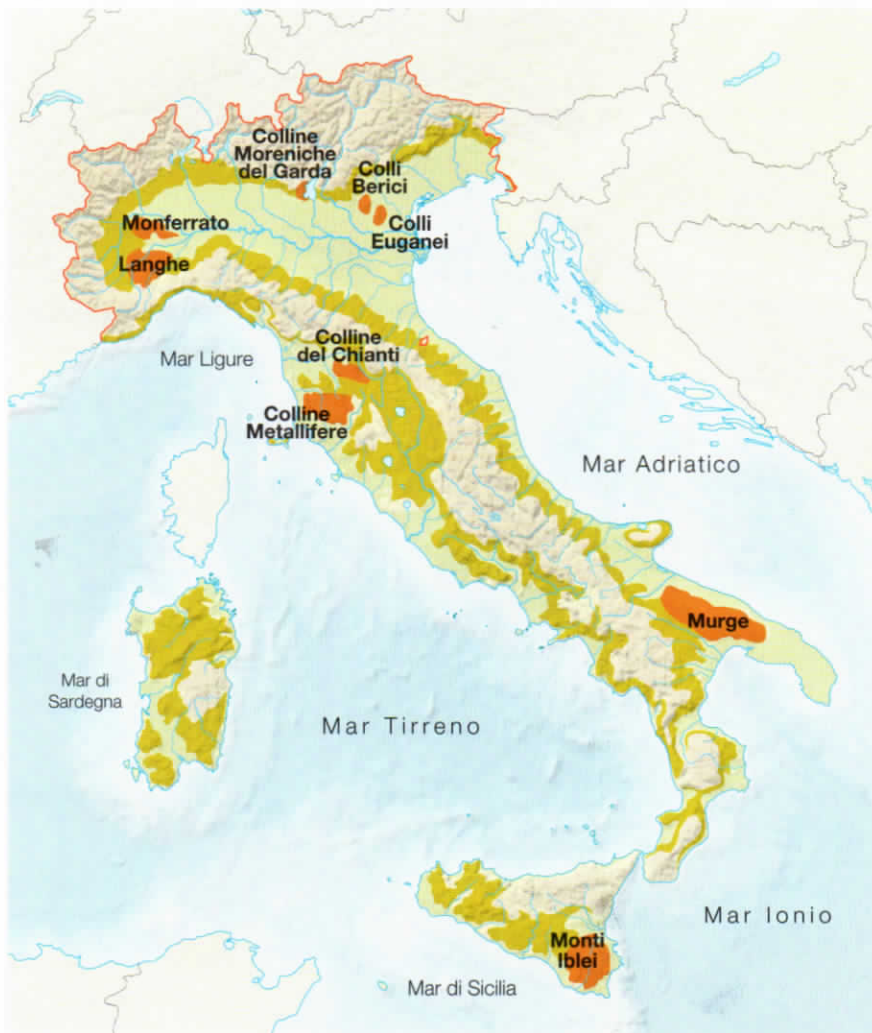 Colline
Moreniche
del Garda
Colli
Berici
Colli
Euganei
Monferrato
Langhe
Mar Ligure
Colline
del Chianti
Colline
Metallifere
Mar Adriatico
Murge
Mar di
Sardegna
Mar Tirreno
Mar Ionio
Monti
Iblei
Mar di Sicilia